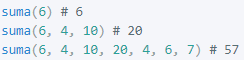 suma(6) # 6
suma(6, 4, 10) # 20
suma(6, 4, 10, 20, 4, 6, 7) # 57